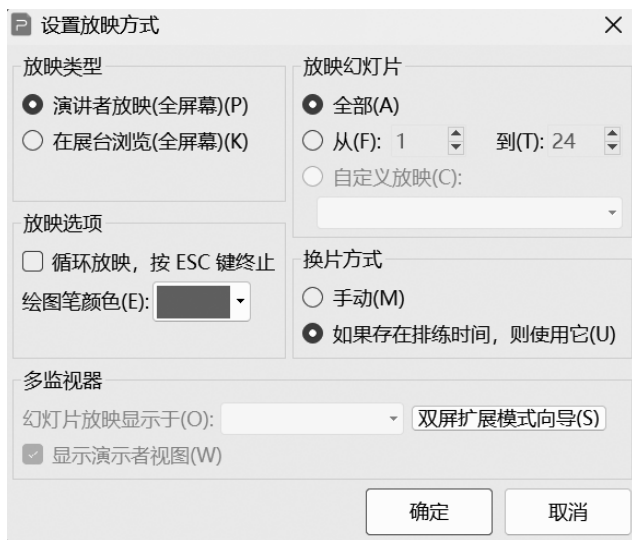 设置放映方式
放映类型
演讲者放映(全屏幕)(P)
在展台浏览(全屏幕)(K)
放映幻灯片
全部(A)
从(F): 1 到(T): 24
自定义放映(C):
放映选项
循环放映，按 ESC 键终止
绘图笔颜色(E):
换片方式
手动(M)
如果存在排练时间，则使用它(U)
多监视器
幻灯片放映显示于(O): 双屏扩展模式向导(S)
显示演示者视图(W)
确定 取消